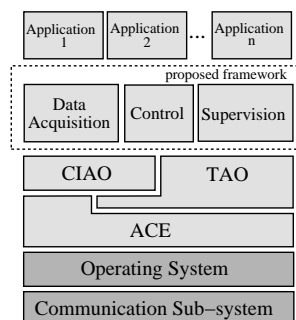 Application 1 Application 2 ... Application n
proposed framework
Data Acquisition Control Supervision
CIAO TAO
ACE
Operating System
Communication Sub-system